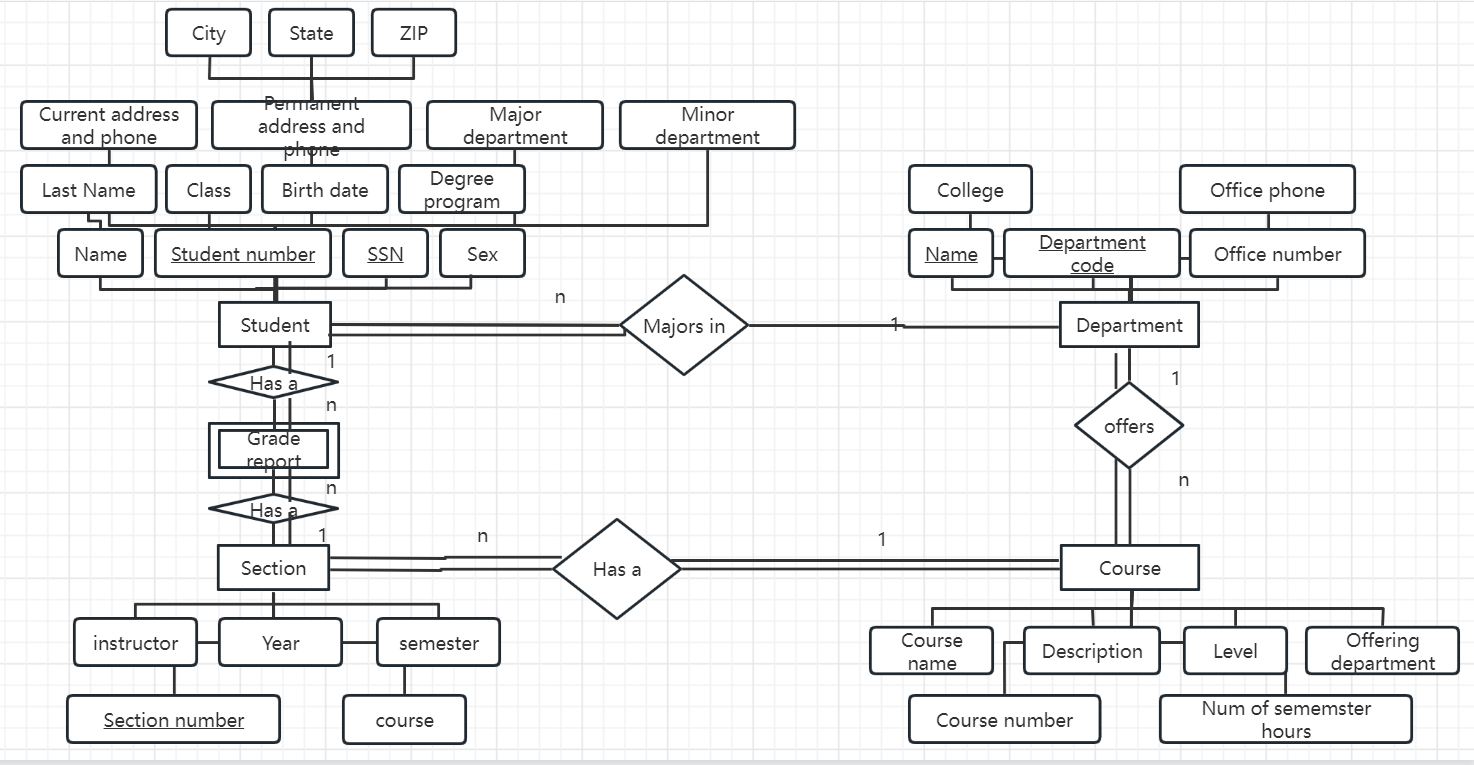 City
State
ZIP
Current address
and phone
Permanent
address and
phone
Major
department
Minor
department
Last Name
Class
Birth date
Degree
program
College
Office phone
Name
Student number
SSN
Sex
Name
Department
code
Office number
n
Student
Majors in
1
Department
1
Has a
n
1
offers
Grade
report
n
n
Has a
1
n
1
Section
Has a
Course
instructor
Year
semester
Course
name
Description
Level
Offering
department
Section number
course
Course number
Num of sememster
hours